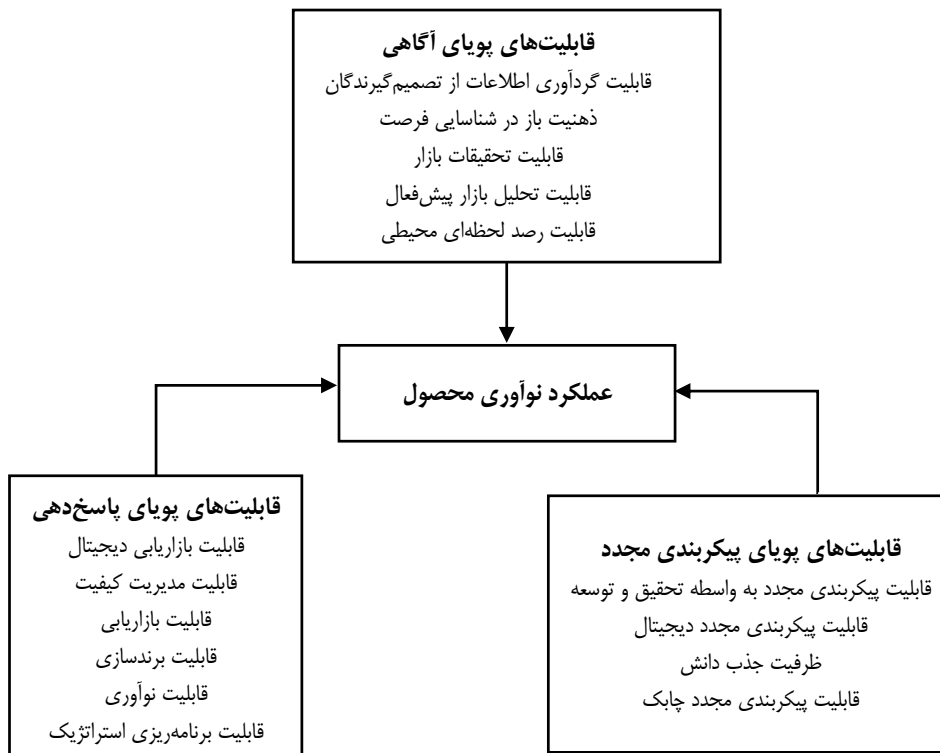 قابلیت‌های پویای آگاهی
قابلیت گردآوری اطلاعات از تصمیم‌گیرندگان
ذهنیت باز در شناسایی فرصت
قابلیت تحقیقات بازار
قابلیت تحلیل بازار پیش‌فعال
قابلیت رصد لحظه‌ای محیطی
عملکرد نوآوری محصول
قابلیت‌های پویای پیکربندی مجدد
قابلیت پیکربندی مجدد به واسطه تحقیق و توسعه
قابلیت پیکربندی مجدد دیجیتال
ظرفیت جذب دانش
قابلیت پیکربندی مجدد چابک
قابلیت‌های پویای پاسخ‌دهی
قابلیت بازاریابی دیجیتال
قابلیت مدیریت کیفیت
قابلیت بازاریابی
قابلیت برندسازی
قابلیت نوآوری
قابلیت برنامه‌ریزی استراتژیک